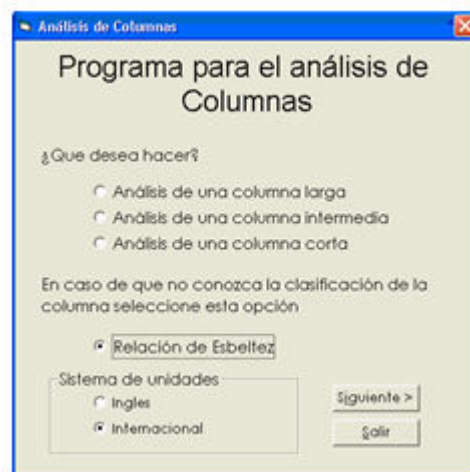 Análisis de Columnas
Programa para el análisis de
Columnas
¿Que desea hacer?
Análisis de una columna larga
Análisis de una columna intermedia
Análisis de una columna corta
En caso de que no conozca la clasificación de la
columna seleccione esta opción
Relación de Esbeltez
Sistema de unidades
Ingles
Internacional
Siguiente >
Salir